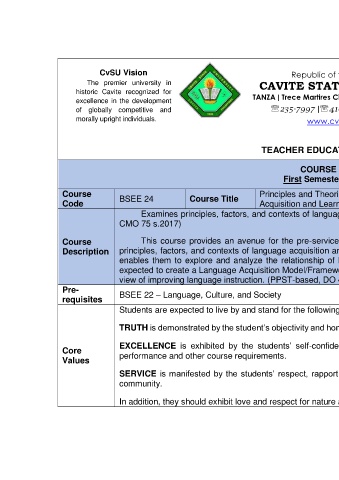 CvSU Vision
The premier university in
historic Cavite recognized for
excellence in the development
of globally competitive and
morally upright individuals.
Republic of
CAVITE STAT
TANZA | Trece Martires C
☏235-7997 |☏41
www.cv
TEACHER EDUCA
COURSE
First Semeste
Course
Code
BSEE 24
Course Title
Principles and Theori
Acquisition and Learn
Course
Description
Examines principles, factors, and contexts of languag
CMO 75 s.2017)
This course provides an avenue for the pre-service
principles, factors, and contexts of language acquisition an
enables them to explore and analyze the relationship of l
expected to create a Language Acquisition Model/Framew
view of improving language instruction. (PPST-based, DO
Pre-
requisites
BSEE 22 – Language, Culture, and Society
Core
Values
Students are expected to live by and stand for the following
TRUTH is demonstrated by the student's objectivity and hon
EXCELLENCE is exhibited by the students' self-confide
performance and other course requirements.
SERVICE is manifested by the students' respect, rapport
community.
In addition, they should exhibit love and respect for nature a